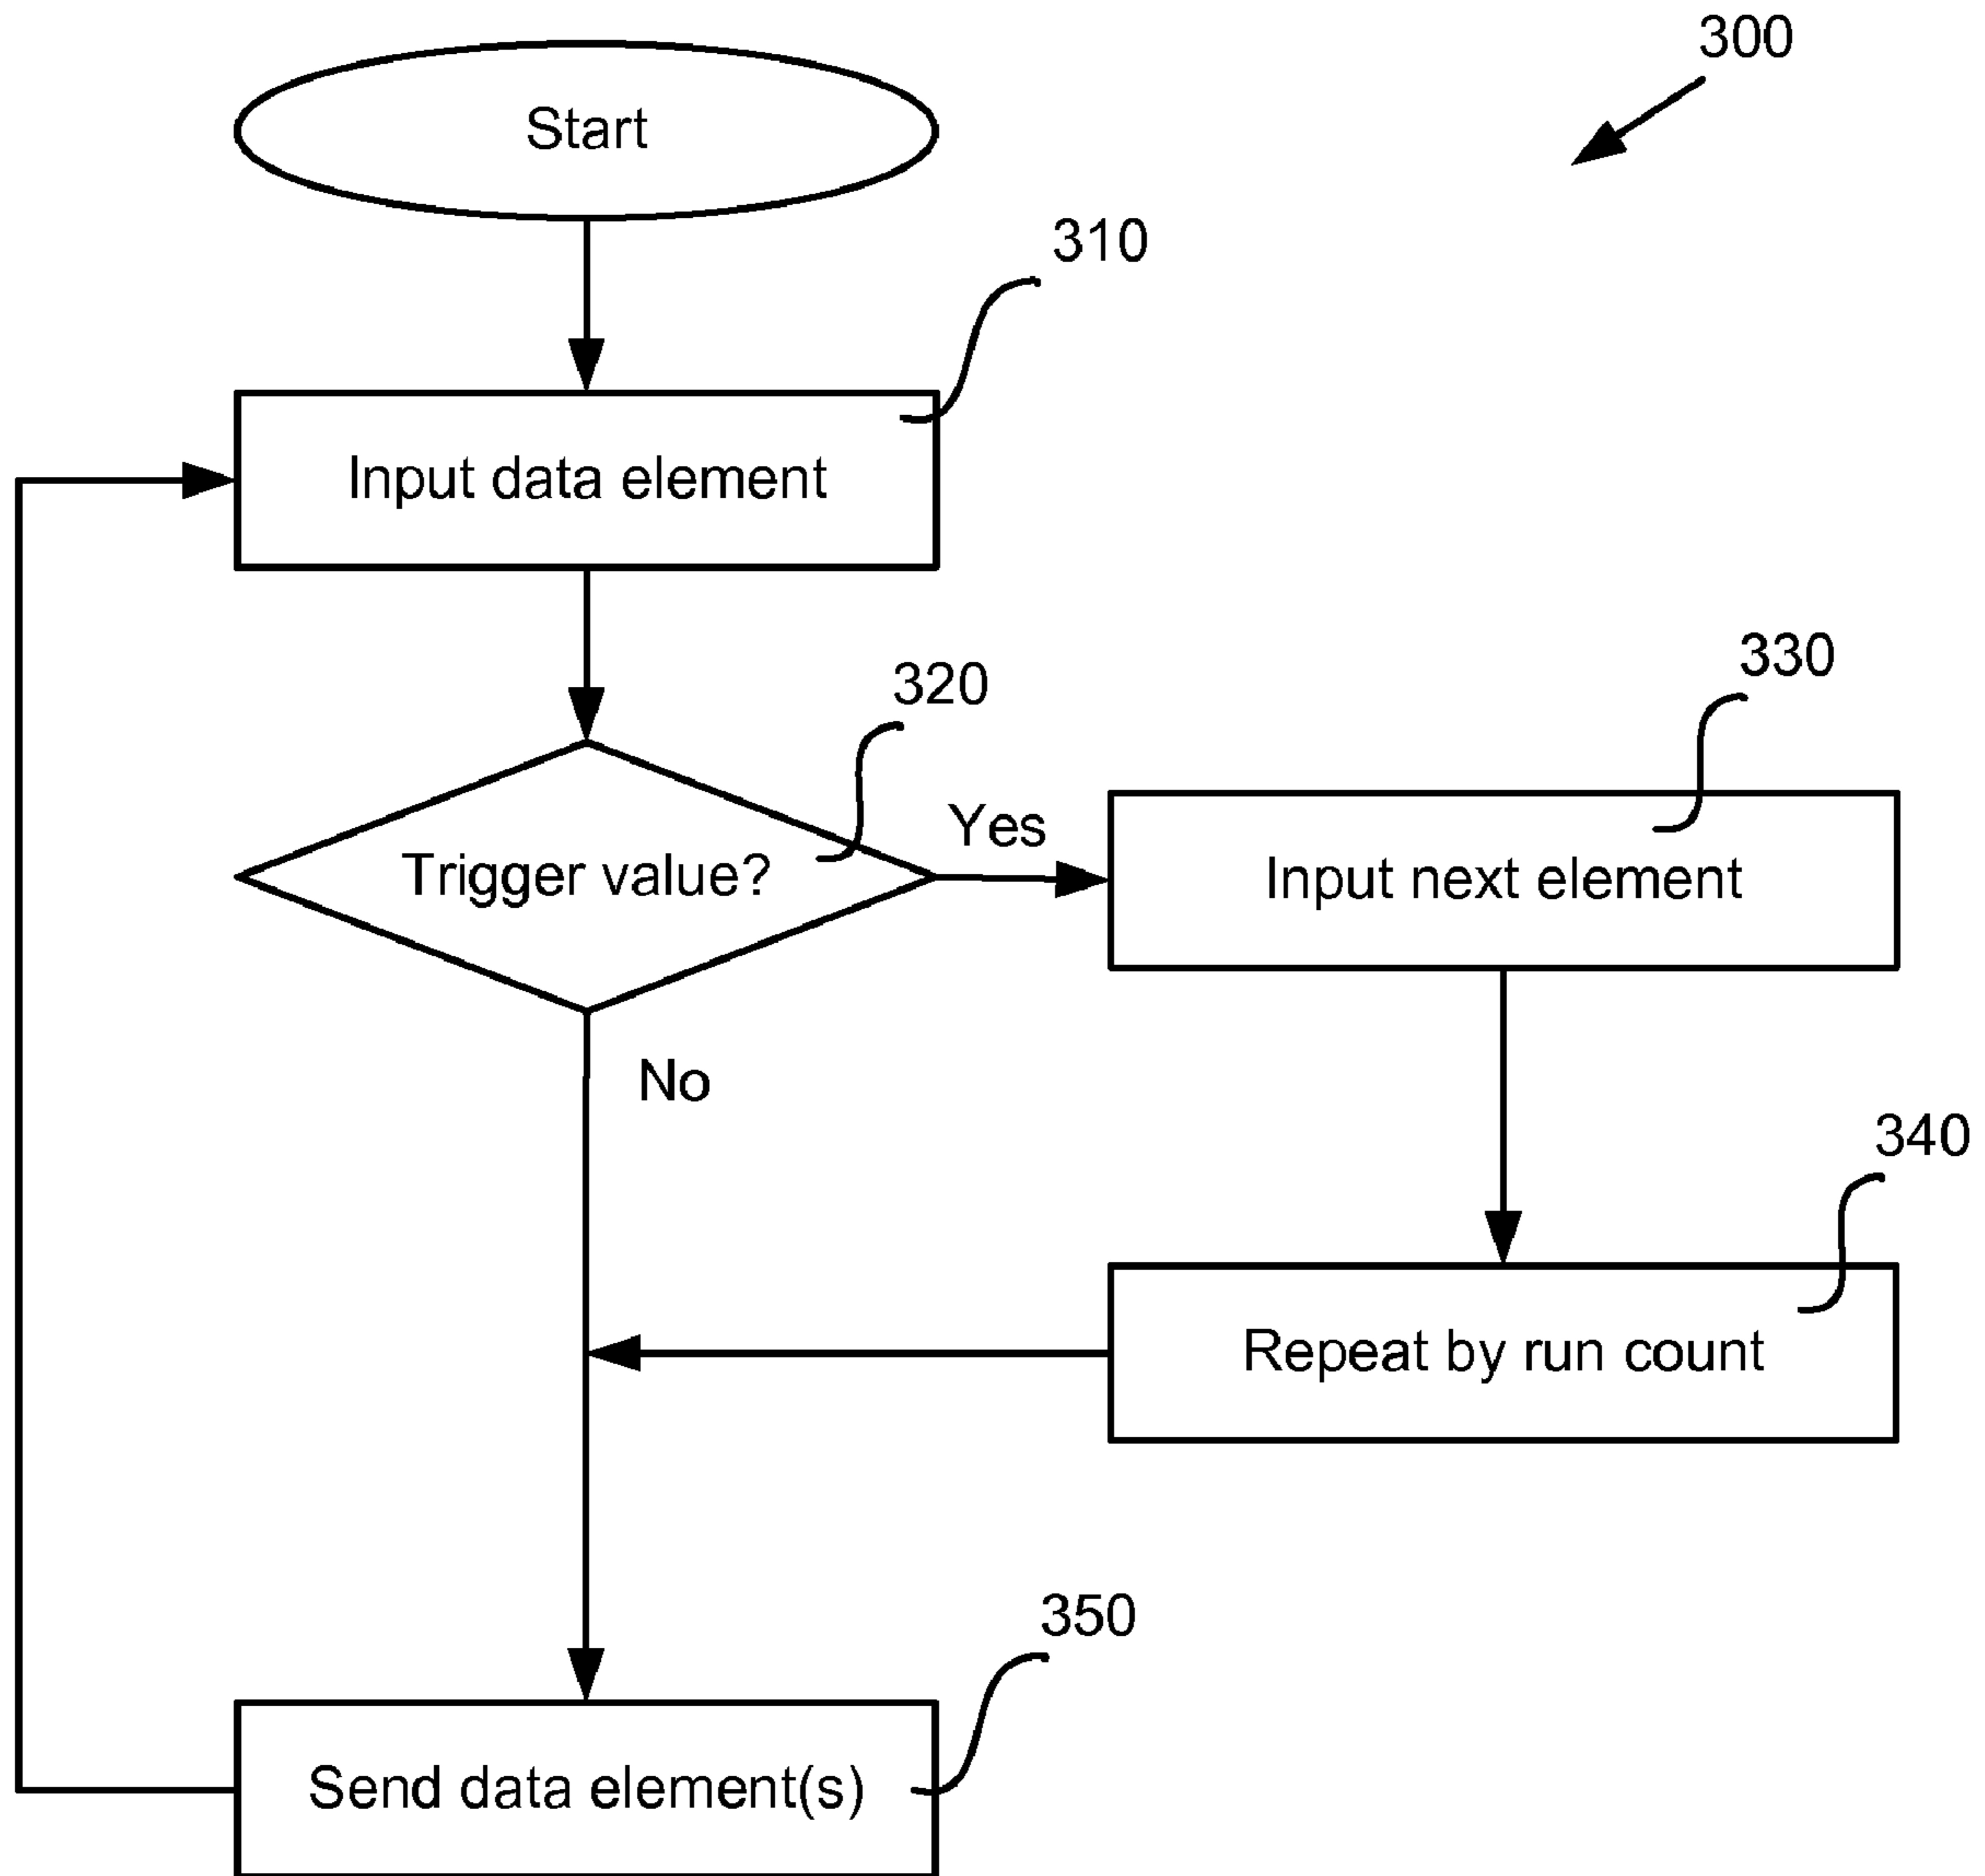 300
Start
310
Input data element
320
Trigger value?
Yes
330
Input next element
No
340
Repeat by run count
350
Send data element(s)